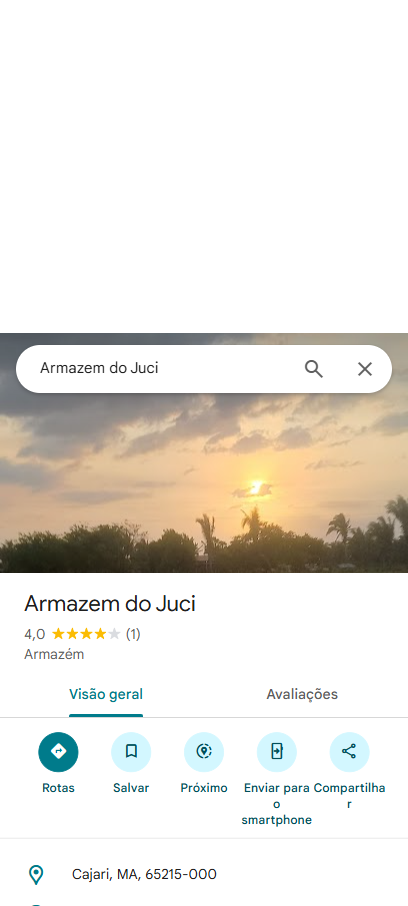 Armazem do Juci
Armazem do Juci
4,0 (1)
Armazém
Visão geral Avaliações
Rotas Salvar Próximo Enviar para o smartphone Compartilhar
Cajari, MA, 65215-000